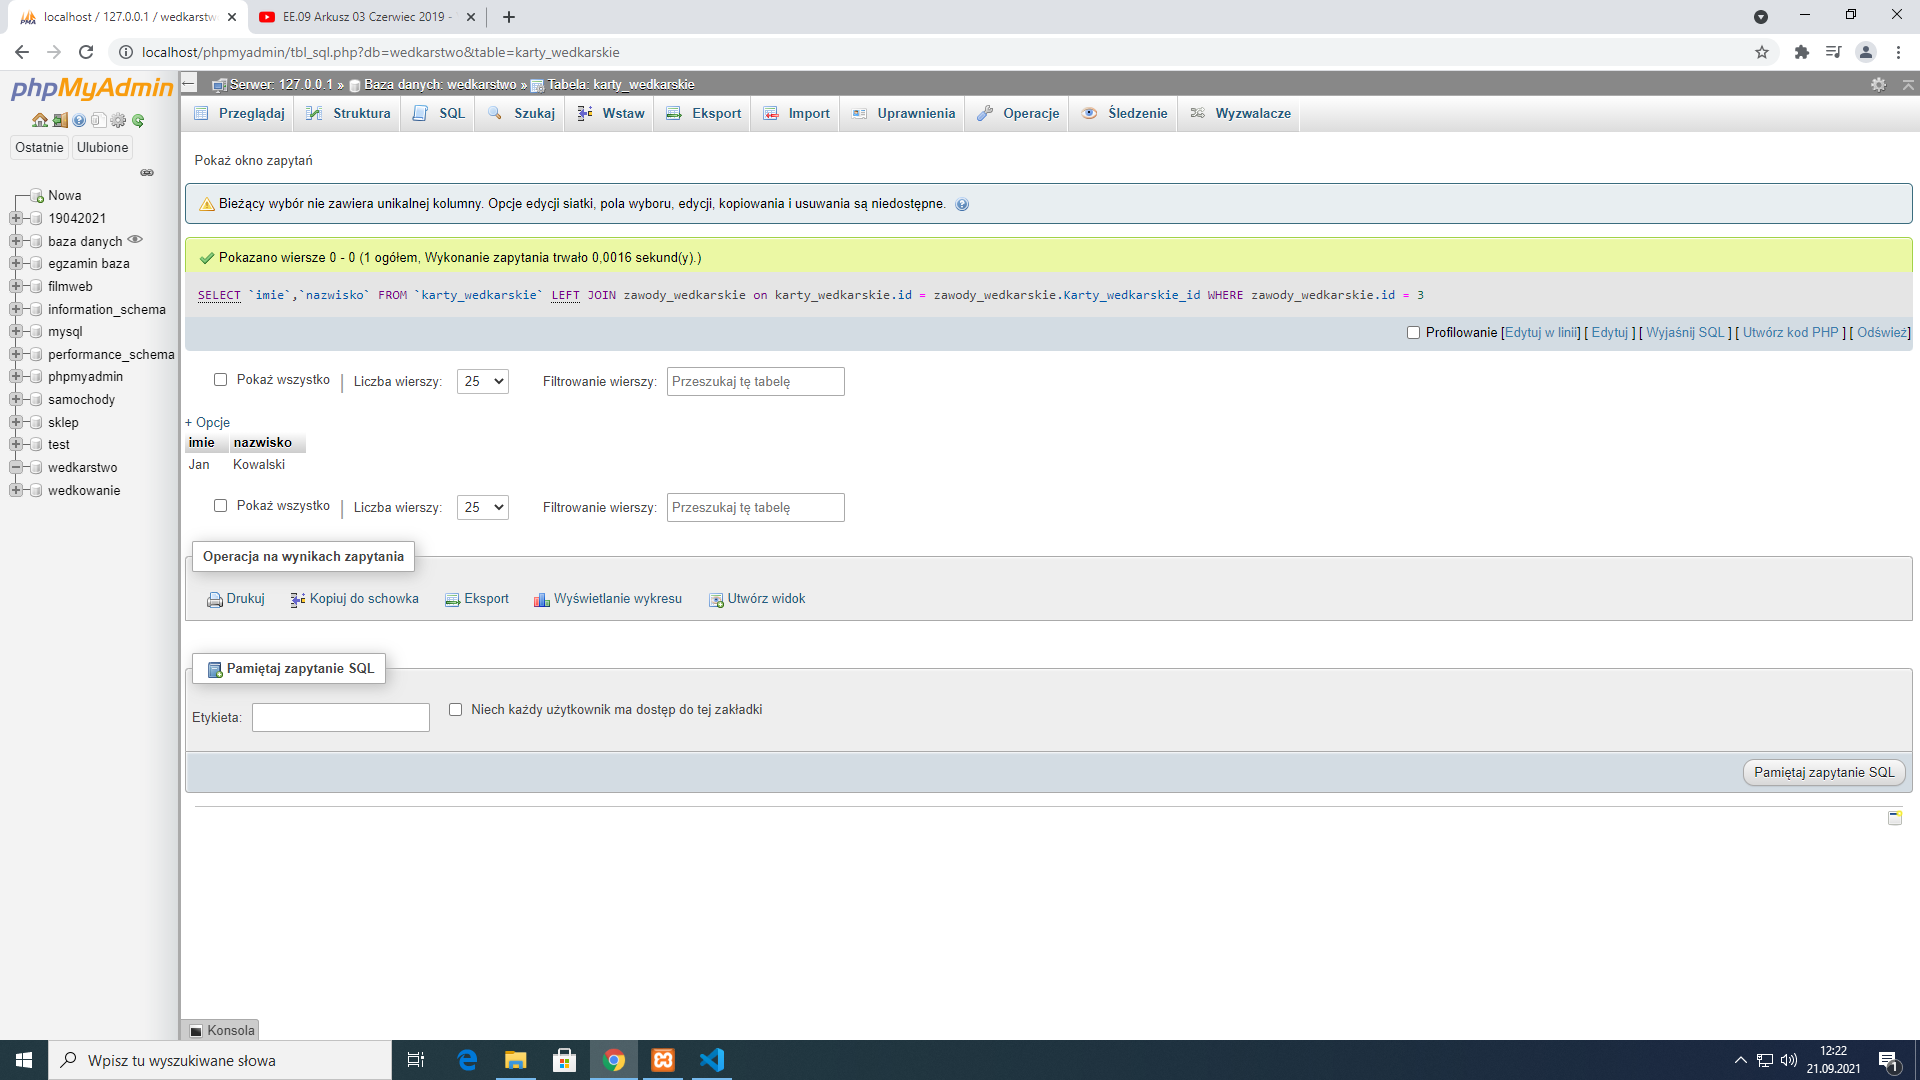 localhost / 127.0.0.1 / wedkarstw
EE.09 Arkusz 03 Czerwiec 2019 -
localhost/phpmyadmin/tbl_sql.php?db=wedkarstwo&table=karty_wedkarskie
phpMyAdmin
Serwer: 127.0.0.1 » Baza danych: wedkarstwo » Tabela: karty_wedkarskie
Przeglądaj Struktura SQL Szukaj Wstaw Eksport Import Uprawnienia Operacje Śledzenie Wyzwalacze
Ostatnie Ulubione
Nowa
19042021
baza danych
egzamin baza
filmweb
information_schema
mysql
performance_schema
phpmyadmin
samochody
sklep
test
wedkarstwo
wedkowanie
Pokaż okno zapytań
Bieżący wybór nie zawiera unikalnej kolumny. Opcje edycji siatki, pola wyboru, edycji, kopiowania i usuwania są niedostępne.
Pokazano wiersze 0 - 0 (1 ogółem, Wykonanie zapytania trwało 0,0016 sekund(y).)
SELECT `imie`,`nazwisko` FROM `karty_wedkarskie` LEFT JOIN zawody_wedkarskie on karty_wedkarskie.id = zawody_wedkarskie.Karty_wedkarskie_id WHERE zawody_wedkarskie.id = 3
Profilowanie [Edytuj w linii] [ Edytuj ] [ Wyjaśnij SQL ] [ Utwórz kod PHP ] [ Odśwież]
Pokaż wszystko | Liczba wierszy: 25 Filtrowanie wierszy: Przeszukaj tę tabelę
+ Opcje
imie nazwisko
Jan Kowalski
Pokaż wszystko | Liczba wierszy: 25 Filtrowanie wierszy: Przeszukaj tę tabelę
Operacja na wynikach zapytania
Drukuj Kopiuj do schowka Eksport Wyświetlanie wykresu Utwórz widok
Pamiętaj zapytanie SQL
Etykieta: Niech każdy użytkownik ma dostęp do tej zakładki
Pamiętaj zapytanie SQL
Konsola
Wpisz tu wyszukiwane słowa
12:22
21.09.2021
1